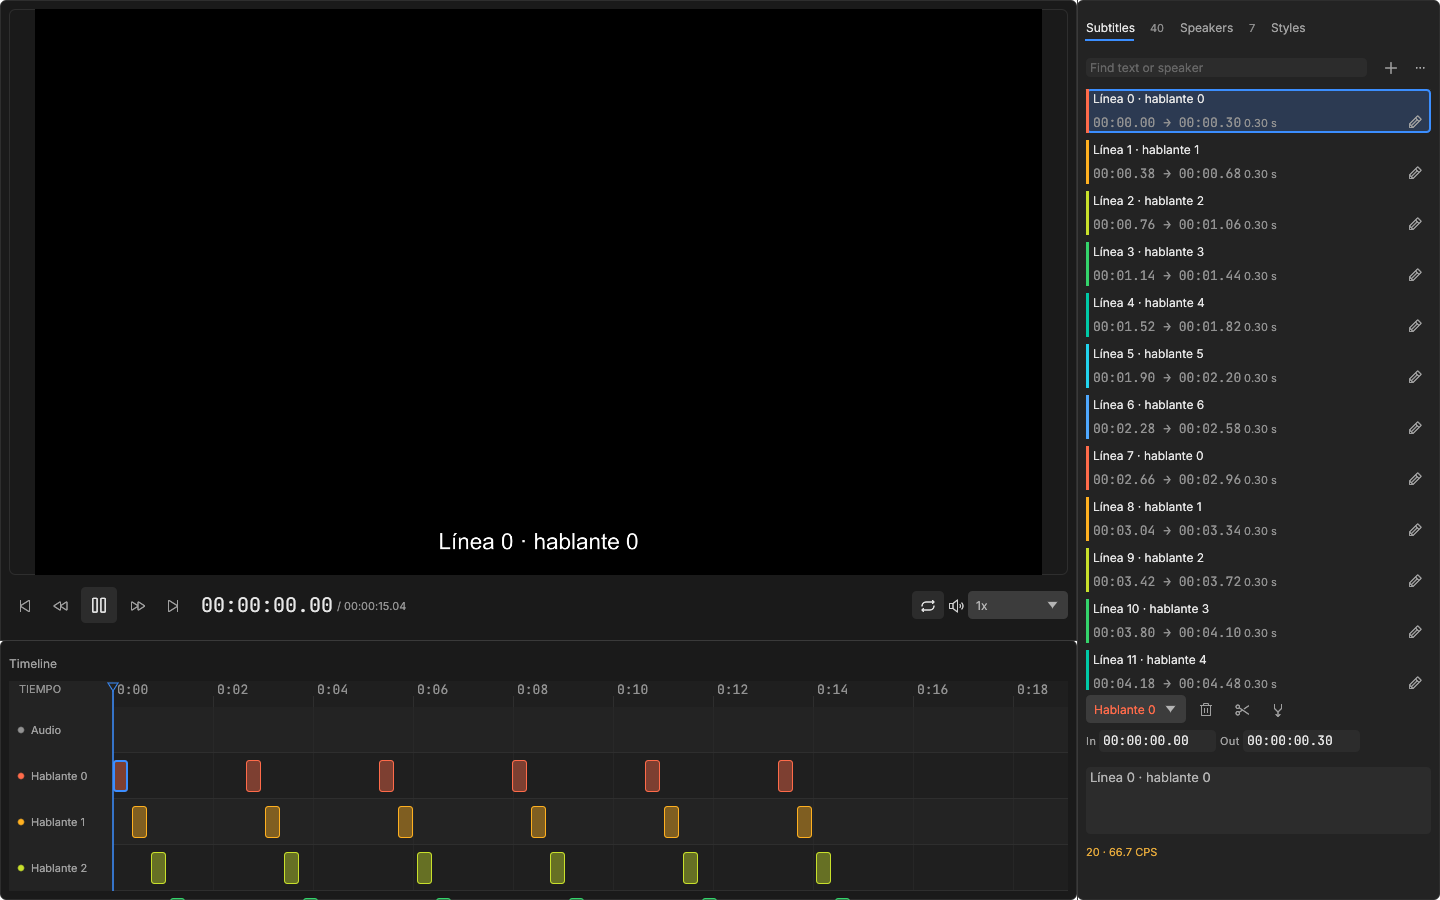 Línea 0 · hablante 0
00:00:00.00 / 00:00:15.04
1x
Timeline
TIEMPO 0:00 0:02 0:04 0:06 0:08 0:10 0:12 0:14 0:16 0:18
Audio
Hablante 0
Hablante 1
Hablante 2
Subtitles 40 Speakers 7 Styles
Find text or speaker
Línea 0 · hablante 0
00:00.00 → 00:00.30 0.30 s
Línea 1 · hablante 1
00:00.38 → 00:00.68 0.30 s
Línea 2 · hablante 2
00:00.76 → 00:01.06 0.30 s
Línea 3 · hablante 3
00:01.14 → 00:01.44 0.30 s
Línea 4 · hablante 4
00:01.52 → 00:01.82 0.30 s
Línea 5 · hablante 5
00:01.90 → 00:02.20 0.30 s
Línea 6 · hablante 6
00:02.28 → 00:02.58 0.30 s
Línea 7 · hablante 0
00:02.66 → 00:02.96 0.30 s
Línea 8 · hablante 1
00:03.04 → 00:03.34 0.30 s
Línea 9 · hablante 2
00:03.42 → 00:03.72 0.30 s
Línea 10 · hablante 3
00:03.80 → 00:04.10 0.30 s
Línea 11 · hablante 4
00:04.18 → 00:04.48 0.30 s
Hablante 0
In 00:00:00.00 Out 00:00:00.30
Línea 0 · hablante 0
20 · 66.7 CPS